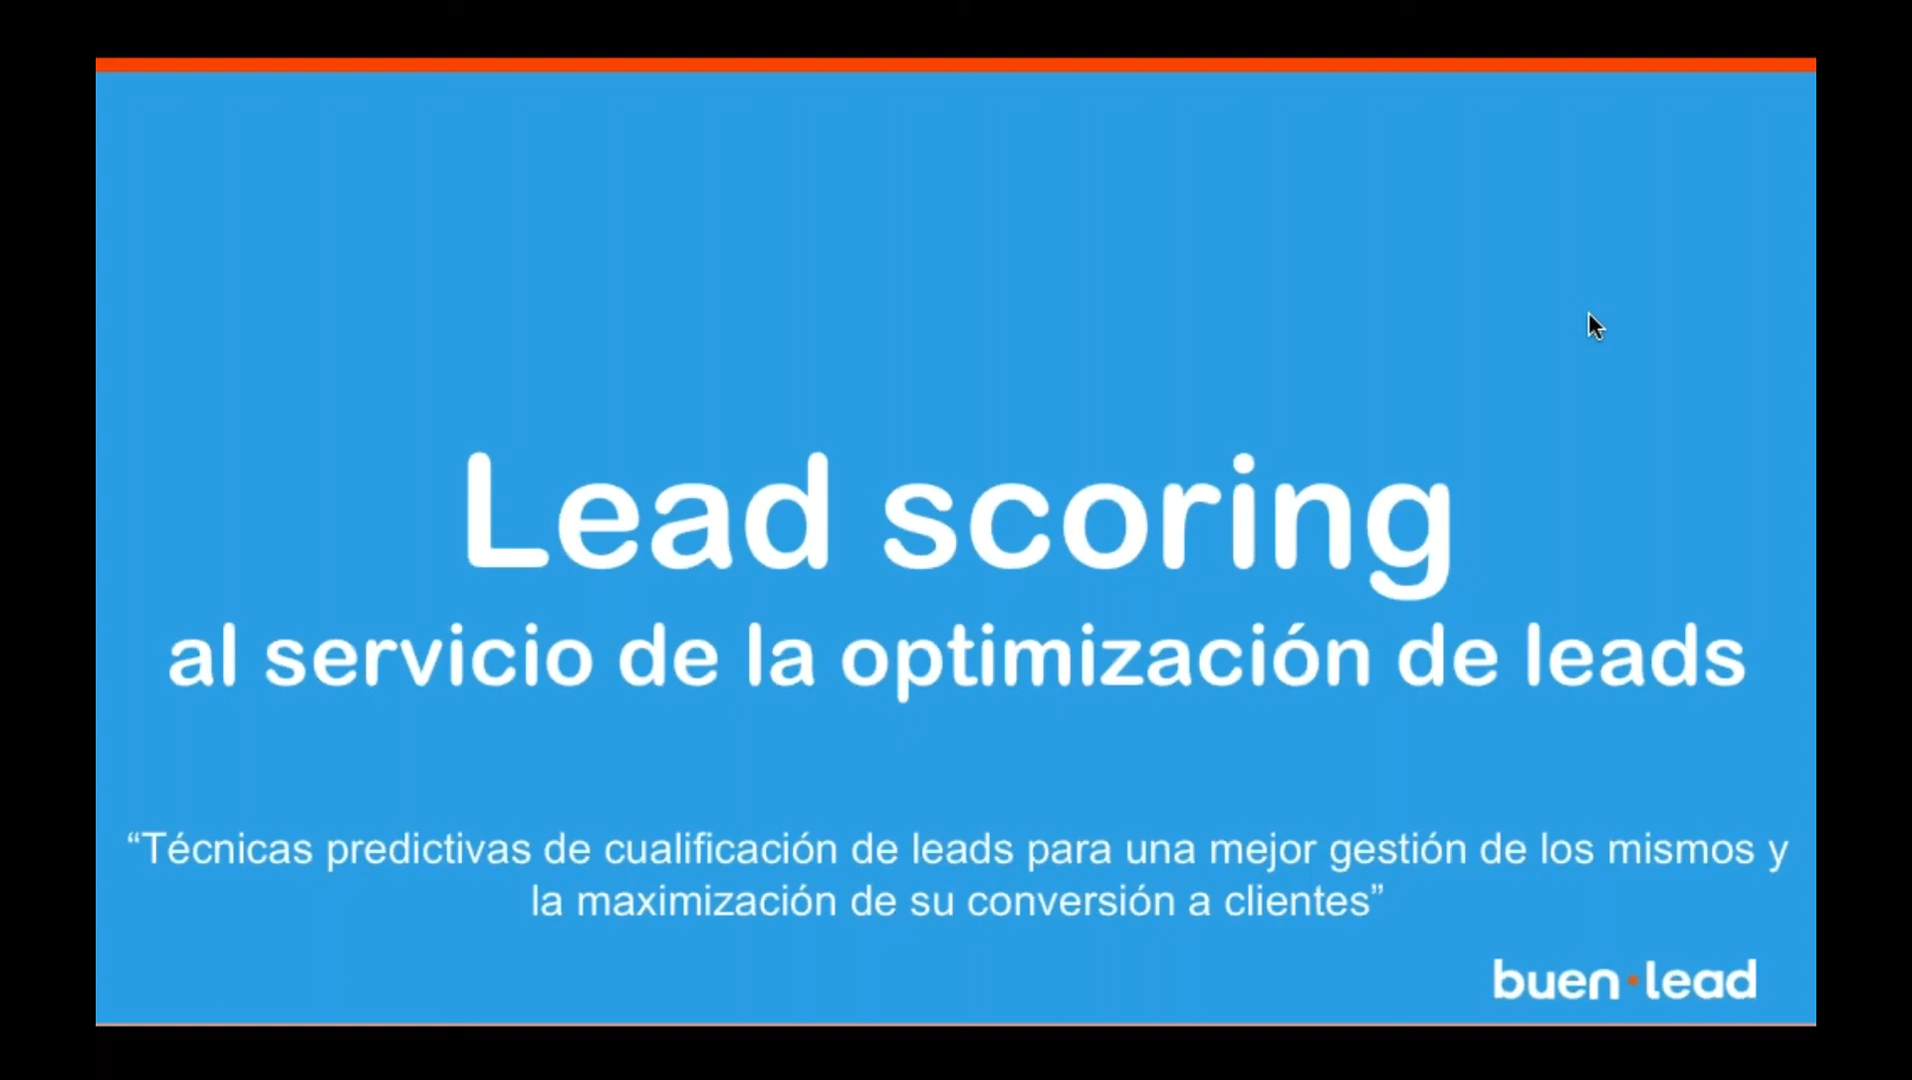 Lead scoring
al servicio de la optimización de leads
“Técnicas predictivas de cualificación de leads para una mejor gestión de los mismos y
la maximización de su conversión a clientes”
buen·lead